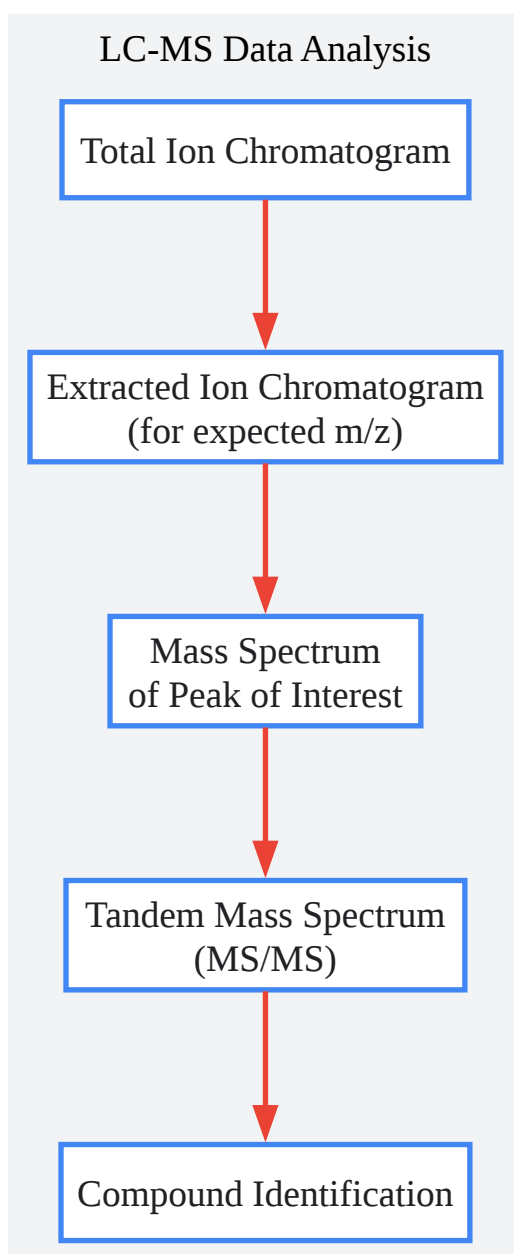 LC-MS Data Analysis
Total Ion Chromatogram
Extracted Ion Chromatogram
(for expected m/z)
Mass Spectrum
of Peak of Interest
Tandem Mass Spectrum
(MS/MS)
Compound Identification